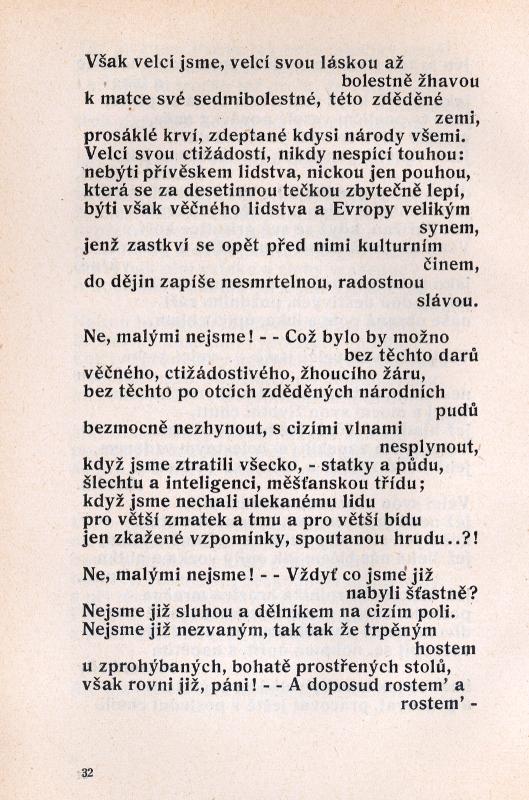 Však velcí jsme, velcí svou láskou až
bolestně žhavou
k matce své sedmibolestné, této zděděné
zemi,
prosáklé krví, zdeptané kdysi národy všemi.
Velcí svou ctižádostí, nikdy nespící touhou:
nebýti přívěskem lidstva, nickou jen pouhou,
která se za desetinnou tečkou zbytečně lepí,
býti však věčného lidstva a Evropy velikým
synem,
jenž zastkví se opět před nimi kulturním
činem,
do dějin zapíše nesmrtelnou, radostnou
slávou.
Ne, malými nejsme! - - Což bylo by možno
bez těchto darů
věčného, ctižádostivého, žhoucího žáru,
bez těchto po otcích zděděných národních
pudů
bezmocně nezhynout, s cizími vlnami
nesplynout,
když jsme ztratili všecko, - statky a půdu,
šlechtu a inteligenci, měšťanskou třídu;
když jsme nechali ulekanému lidu
pro větší zmatek a tmu a pro větší bídu
jen zkažené vzpomínky, spoutanou hrudu..?!
Ne, malými nejsme! - - Vždyť co jsme již
nabyli šťastně?
Nejsme již sluhou a dělníkem na cizím poli.
Nejsme již nezvaným, tak tak že trpěným
hostem
u zprohýbaných, bohatě prostřených stolů,
však rovni již, páni! - - A doposud rostem’ a
rostem’ -
32